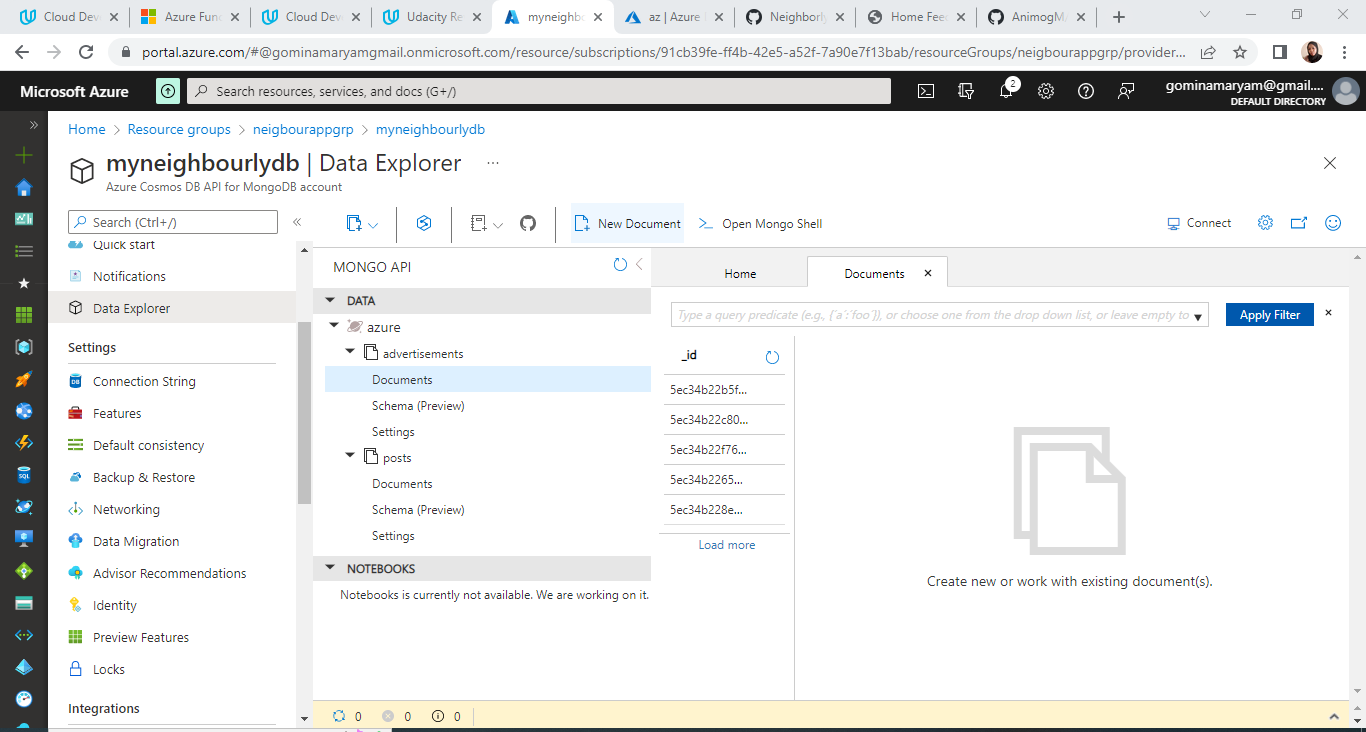 Cloud Dev
Azure Fun
Cloud Dev
Udacity Re
myneighb
az | Azure
Neighborly
Home Fee
AnimogMA
portal.azure.com/#@gominamaryamgmail.onmicrosoft.com/resource/subscriptions/91cb39fe-ff4b-42e5-a52f-7a90e7f13bab/resourceGroups/neigbourappgrp/provider...
Microsoft Azure
Search resources, services, and docs (G+/)
2
gominamaryam@gmail....
DEFAULT DIRECTORY
Home > Resource groups > neigbourappgrp > myneighbourlydb
myneighbourlydb | Data Explorer ...
Azure Cosmos DB API for MongoDB account
Search (Ctrl+/)
New Document
Open Mongo Shell
Connect
Quick start
Notifications
Data Explorer
Settings
Connection String
Features
Default consistency
Backup & Restore
Networking
Data Migration
Advisor Recommendations
Identity
Preview Features
Locks
Integrations
MONGO API
DATA
azure
advertisements
Documents
Schema (Preview)
Settings
posts
Documents
Schema (Preview)
Settings
NOTEBOOKS
Notebooks is currently not available. We are working on it.
Home
Documents
Type a query predicate (e.g., {´a´:´foo´}), or choose one from the drop down list, or leave empty to
Apply Filter
_id
5ec34b22b5f...
5ec34b22c80...
5ec34b22f76...
5ec34b2265...
5ec34b228e...
Load more
Create new or work with existing document(s).
0 0 0